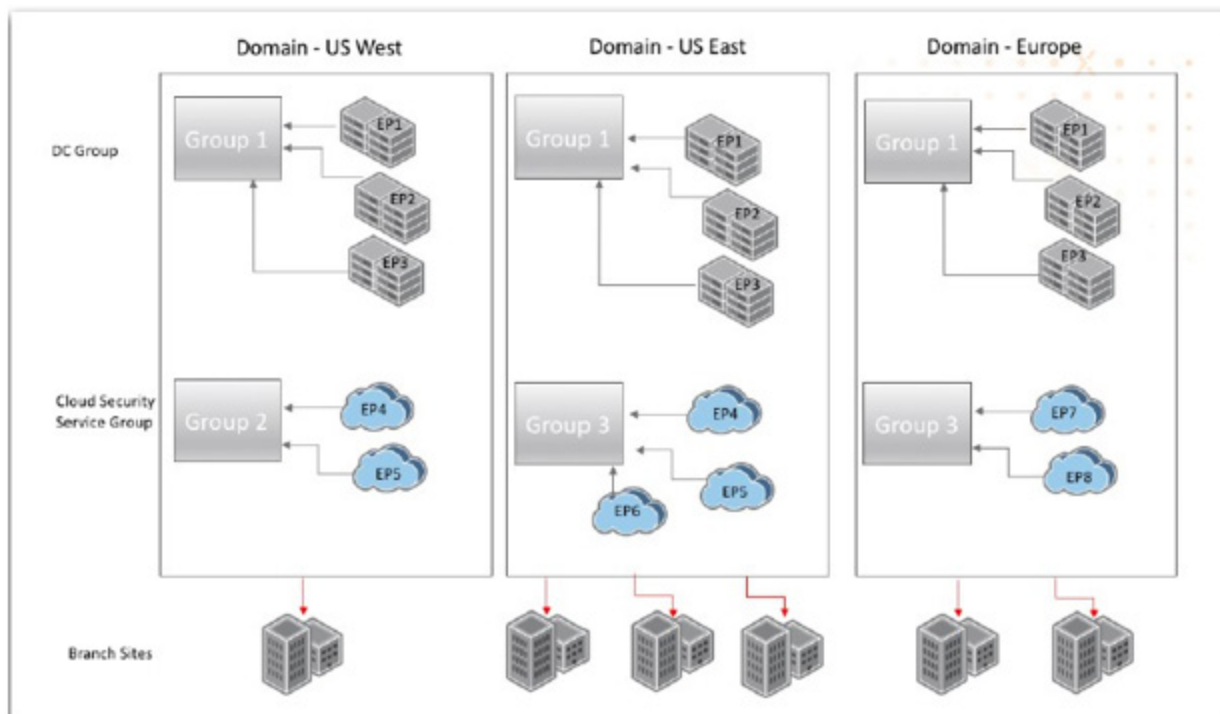 Domain - US West
Domain - US East
Domain - Europe
DC Group
Group 1
EP1
EP2
EP3
Group 1
EP1
EP2
EP3
Group 1
EP1
EP2
EP3
Cloud Security
Service Group
Group 2
EP4
EP5
Group 3
EP4
EP5
EP6
Group 3
EP7
EP8
Branch Sites